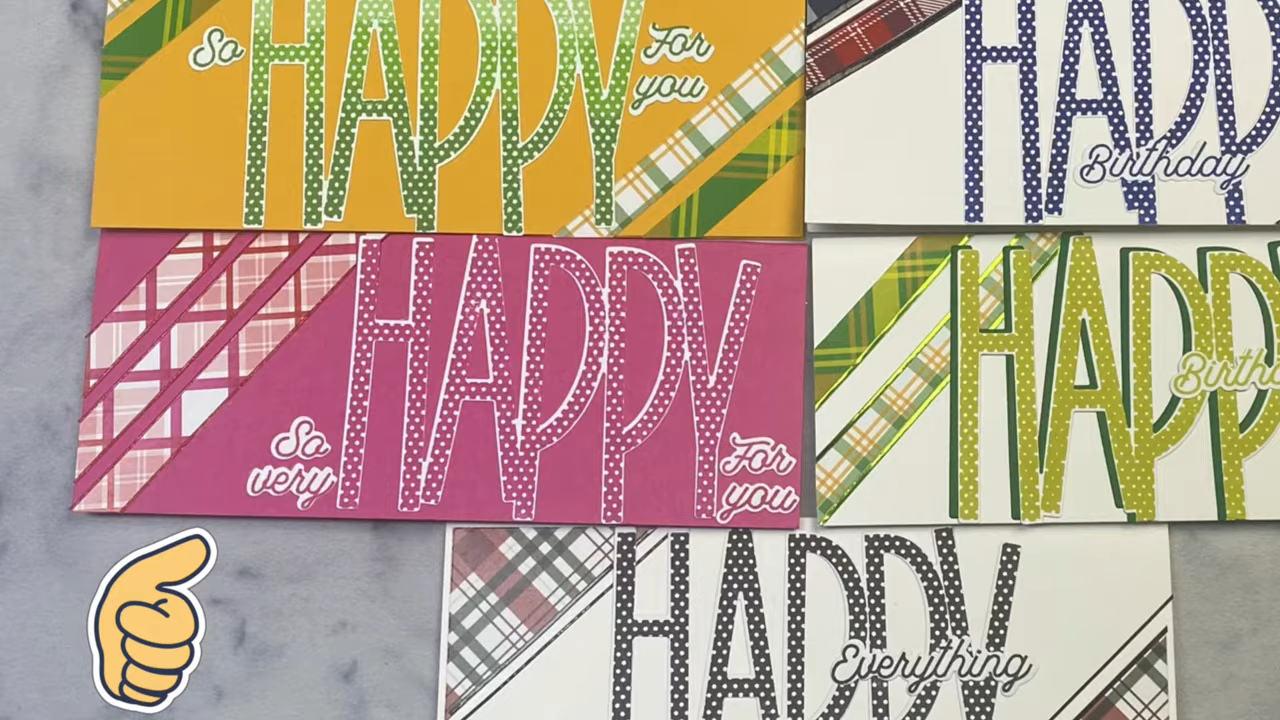 So HAPPY For
you
HAPP
Birthday
So
very HAPPY For
you
HAPP
Birth
HAPPY
Everything